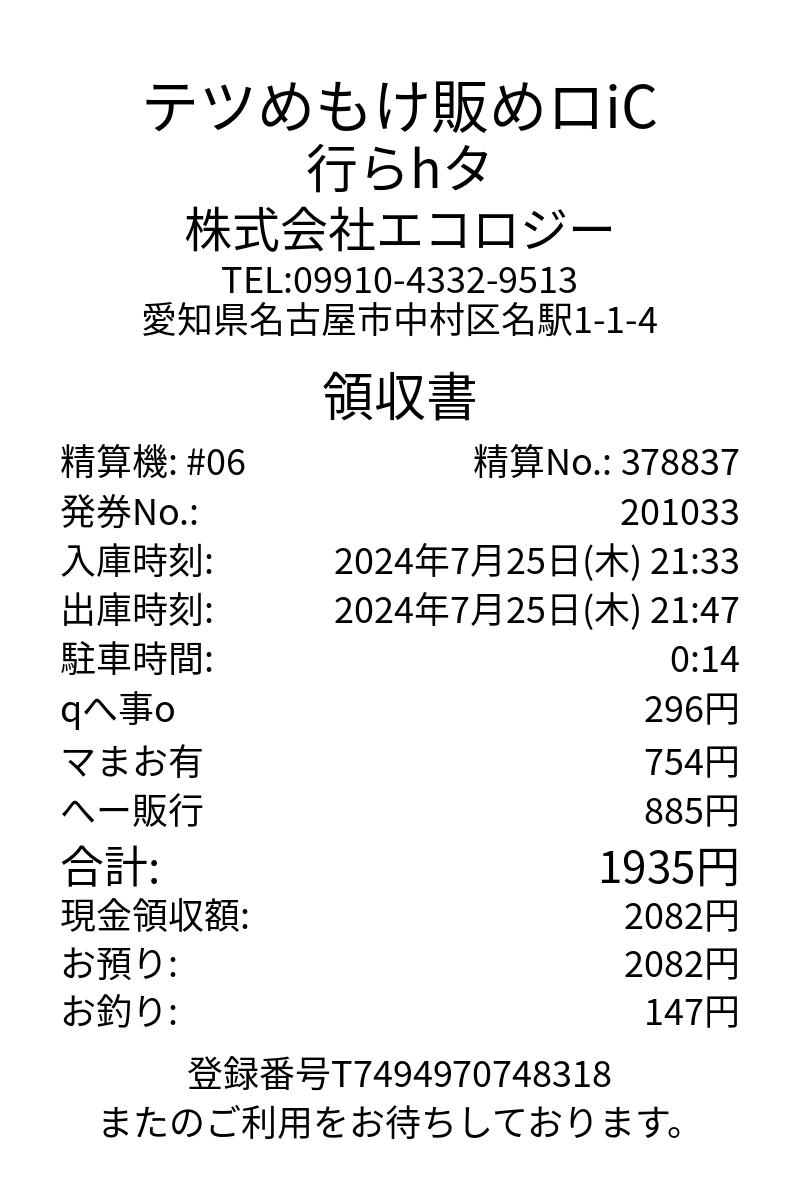 テツめもけ販めロiC
行らhタ
株式会社エコロジー
TEL:09910-4332-9513
愛知県名古屋市中村区名駅1-1-4
領収書
精算機: #06 精算No.: 378837
発券No.: 201033
入庫時刻: 2024年7月25日(木) 21:33
出庫時刻: 2024年7月25日(木) 21:47
駐車時間: 0:14
qへ事o 296円
マまお有 754円
へー販行 885円
合計: 1935円
現金領収額: 2082円
お預り: 2082円
お釣り: 147円
登録番号T7494970748318
またのご利用をお待ちしております。